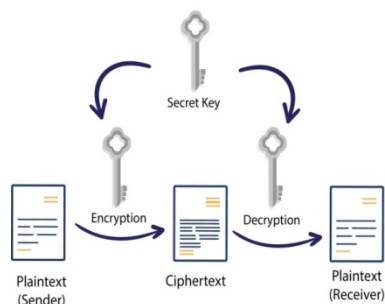 Secret Key
Encryption
Decryption
Plaintext
(Sender)
Ciphertext
Plaintext
(Receiver)